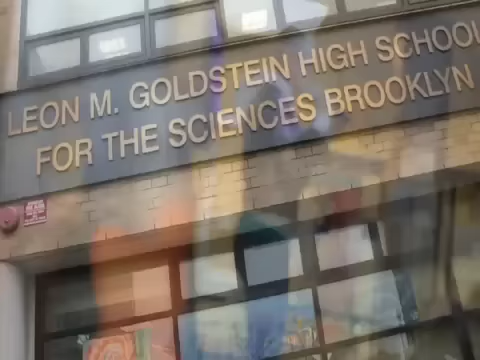 LEON M. GOLDSTEIN HIGH SCHOOL
FOR THE SCIENCES BROOKLYN